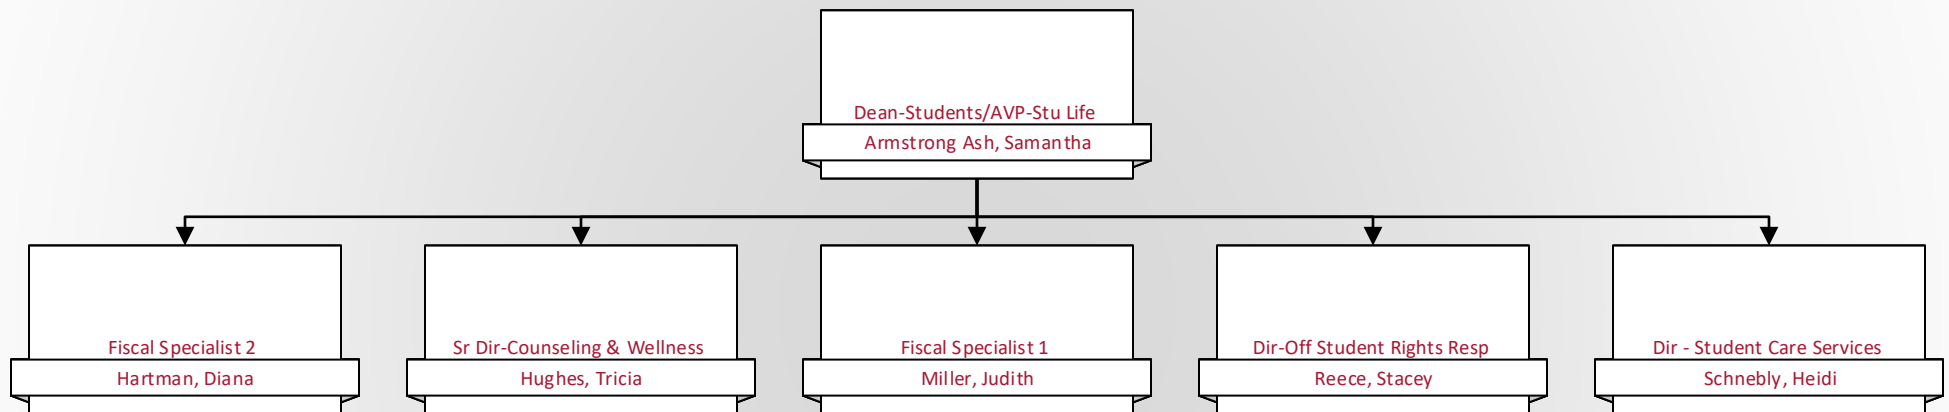 Dean-Students/AVP-Stu Life
Armstrong Ash, Samantha
Fiscal Specialist 2
Hartman, Diana
Sr Dir-Counseling & Wellness
Hughes, Tricia
Fiscal Specialist 1
Miller, Judith
Dir-Off Student Rights Resp
Reece, Stacey
Dir - Student Care Services
Schnebly, Heidi